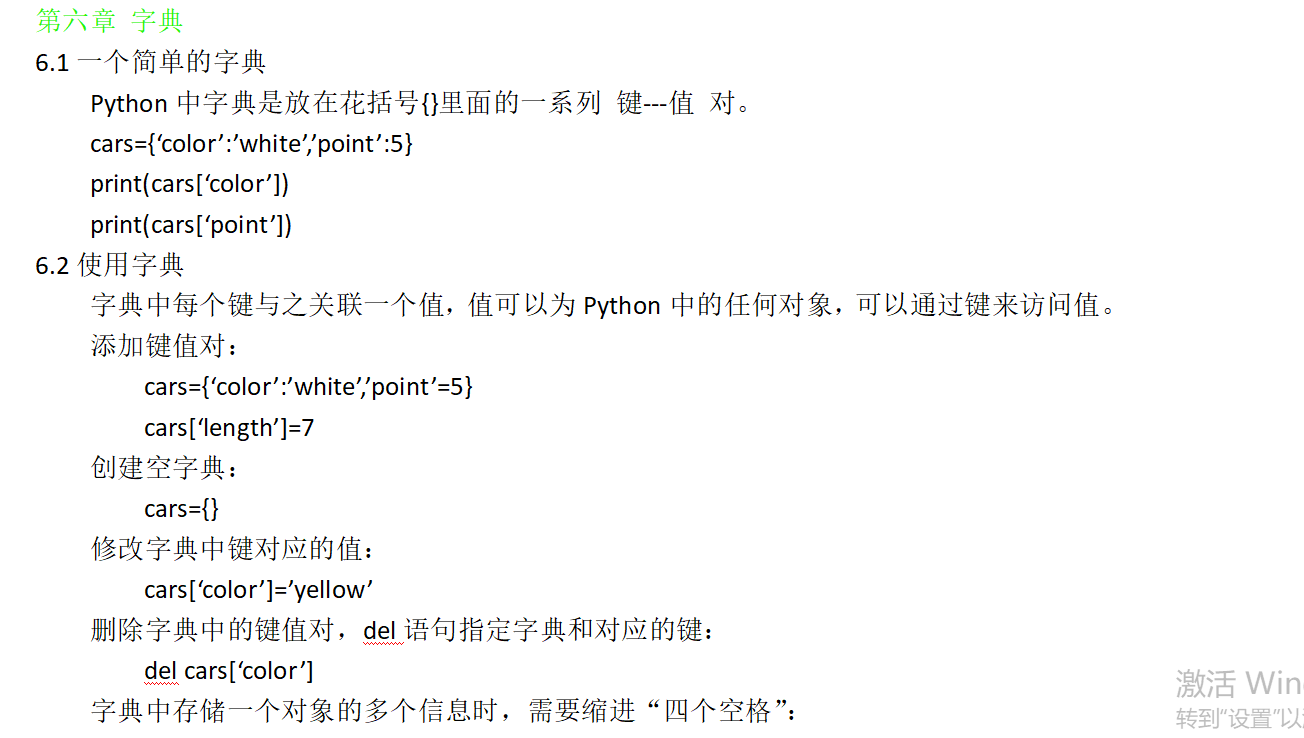 第六章 字典
6.1 一个简单的字典
Python 中字典是放在花括号{}里面的一系列 键---值 对。
cars={‘color’:’white’,’point’:5}
print(cars[‘color’])
print(cars[‘point’])
6.2 使用字典
字典中每个键与之关联一个值，值可以为 Python 中的任何对象，可以通过键来访问值。
添加键值对：
cars={‘color’:’white’,’point’=5}
cars[‘length’]=7
创建空字典：
cars={}
修改字典中键对应的值：
cars[‘color’]=’yellow’
删除字典中的键值对，del 语句指定字典和对应的键：
del cars[‘color’]
字典中存储一个对象的多个信息时，需要缩进“四个空格”：
激活 Win
转到“设置”以